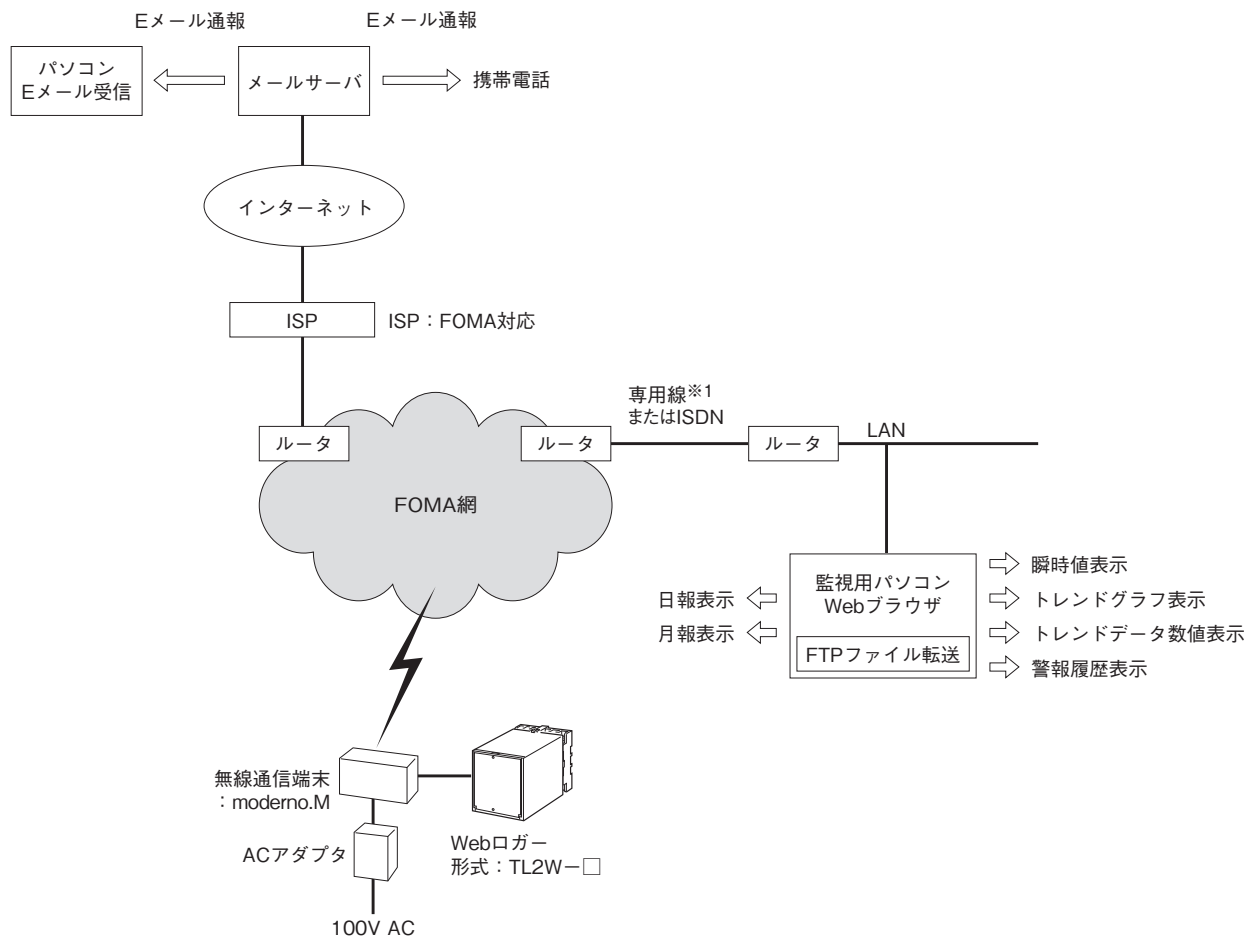 Eメール通報
Eメール通報
パソコン
Eメール受信
メールサーバ
携帯電話
インターネット
ISP
ISP：FOMA対応
専用線※1
またはISDN
ルータ
ルータ
ルータ
LAN
FOMA網
監視用パソコン
Webブラウザ
FTPファイル転送
日報表示
月報表示
瞬時値表示
トレンドグラフ表示
トレンドデータ数値表示
警報履歴表示
無線通信端末
：moderno.M
ACアダプタ
100V AC
Webロガー
形式：TL2W－□